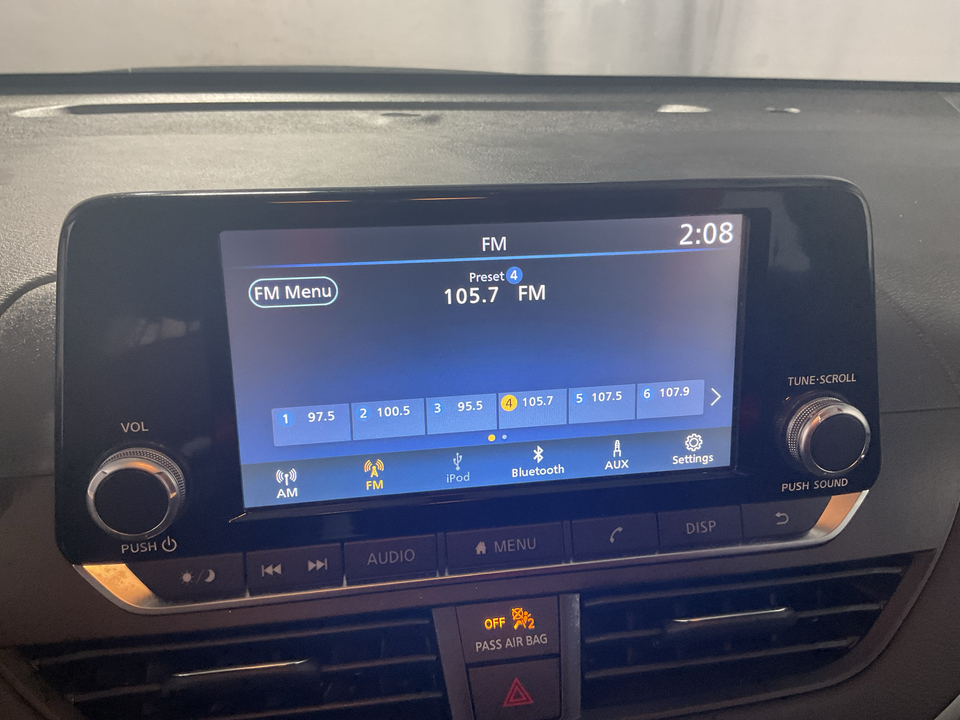 FM 2:08
FM Menu
Preset 4
105.7 FM
1 97.5 2 100.5 3 95.5 4 105.7 5 107.5 6 107.9
AM FM iPod Bluetooth AUX Settings
VOL
PUSH
TUNE·SCROLL
PUSH SOUND
AUDIO MENU DISP
OFF 2
PASS AIR BAG